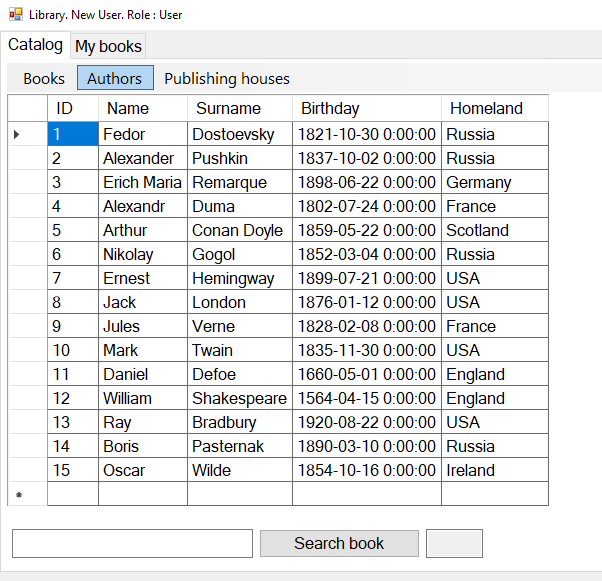 Library. New User. Role : User
Catalog My books
Books Authors Publishing houses
ID Name Surname Birthday Homeland
1 Fedor Dostoevsky 1821-10-30 0:00:00 Russia
2 Alexander Pushkin 1837-10-02 0:00:00 Russia
3 Erich Maria Remarque 1898-06-22 0:00:00 Germany
4 Alexandr Duma 1802-07-24 0:00:00 France
5 Arthur Conan Doyle 1859-05-22 0:00:00 Scotland
6 Nikolay Gogol 1852-03-04 0:00:00 Russia
7 Ernest Hemingway 1899-07-21 0:00:00 USA
8 Jack London 1876-01-12 0:00:00 USA
9 Jules Verne 1828-02-08 0:00:00 France
10 Mark Twain 1835-11-30 0:00:00 USA
11 Daniel Defoe 1660-05-01 0:00:00 England
12 William Shakespeare 1564-04-15 0:00:00 England
13 Ray Bradbury 1920-08-22 0:00:00 USA
14 Boris Pasternak 1890-03-10 0:00:00 Russia
15 Oscar Wilde 1854-10-16 0:00:00 Ireland
Search book